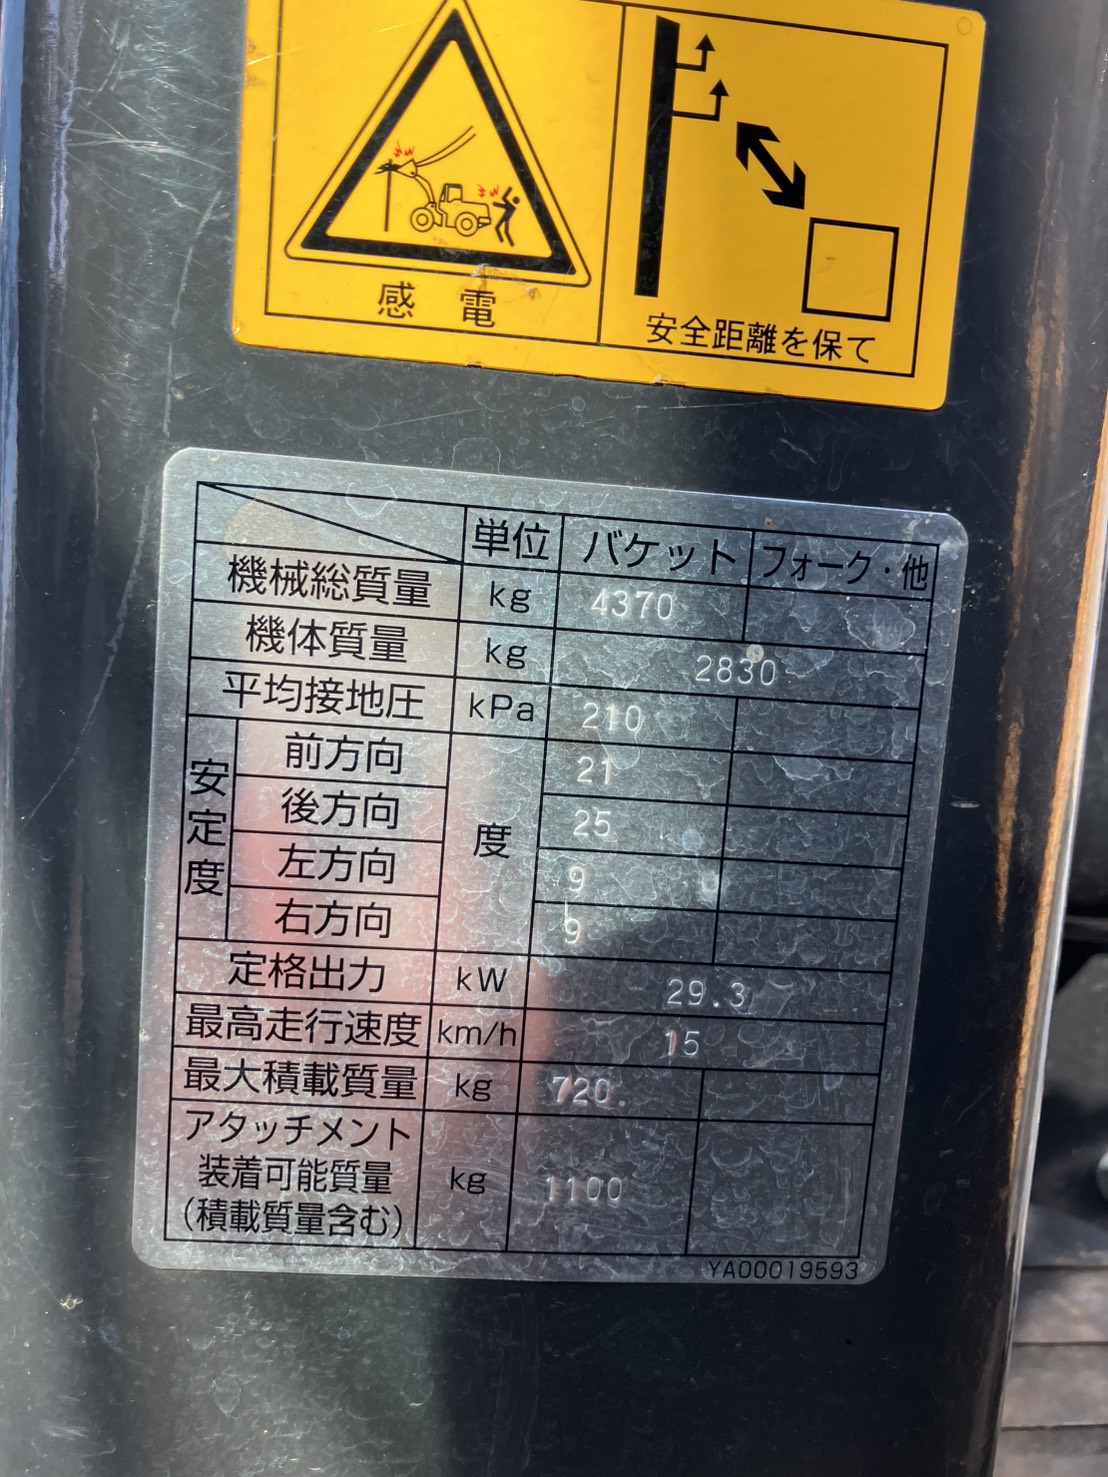 感電
安全距離を保て
単位 バケット フォーク・他
機械総質量 kg 4370
機体質量 kg 2830
平均接地圧 kPa 210
安定度 前方向 度 21
後方向 25
左方向 9
右方向 9
定格出力 kW 29.3
最高走行速度 km/h 15
最大積載質量 kg 720.
アタッチメント
装着可能質量 kg 1100
(積載質量含む)
YA00019593